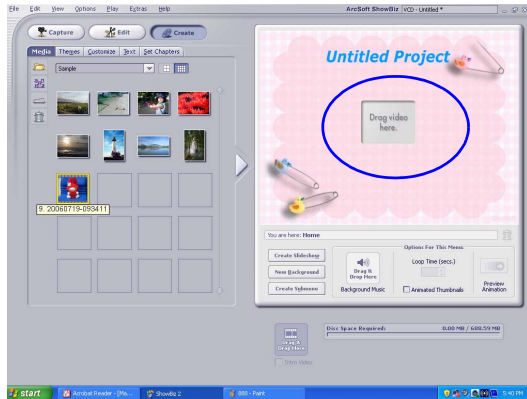 File Edit View Options Play Extras Help
ArcSoft ShowBiz VCD - Untitled *
Capture Edit Create
Media Themes Customize Text Set Chapters
Sample
Untitled Project
Drag video
here.
9. 20060719-093411
You are here: Home
Options For This Menu
Create Slideshow
New Background
Create Submenu
Drag &
Drop Here
Background Music
Loop Time (secs.)
Animated Thumbnails
Preview
Animation
Drag &
Drop Here
Intro Video
Disc Space Required: 0.00 MB / 688.59 MB
start Acrobat Reader - [Ma... ShowBiz 2 008 - Paint 5:40 PM